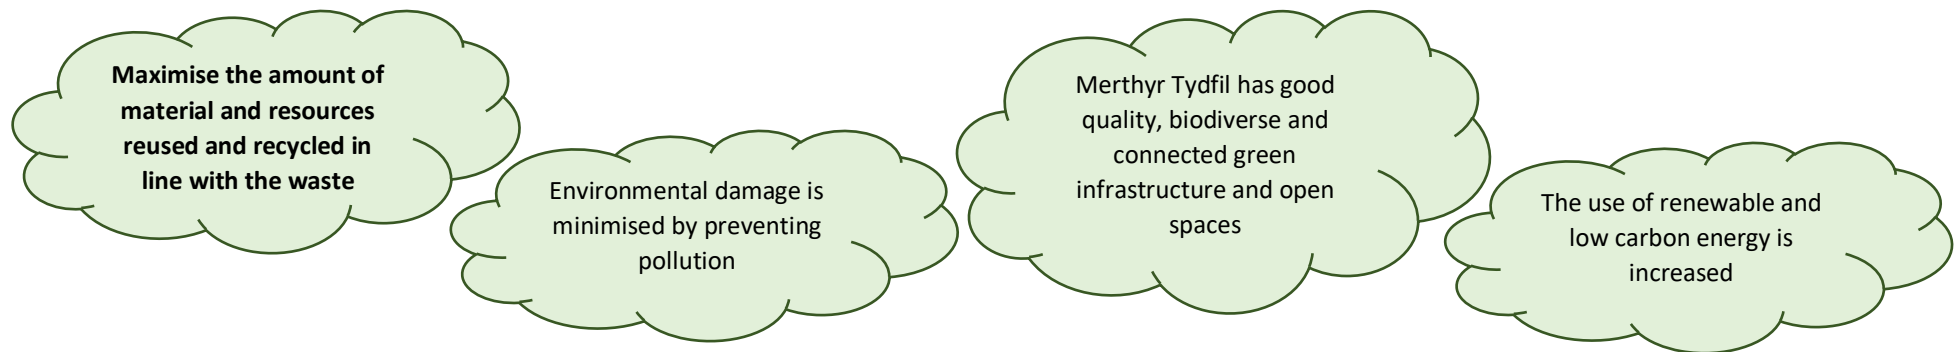 Maximise the amount of
material and resources
reused and recycled in
line with the waste
Environmental damage is
minimised by preventing
pollution
Merthyr Tydfil has good
quality, biodiverse and
connected green
infrastructure and open
spaces
The use of renewable and
low carbon energy is
increased